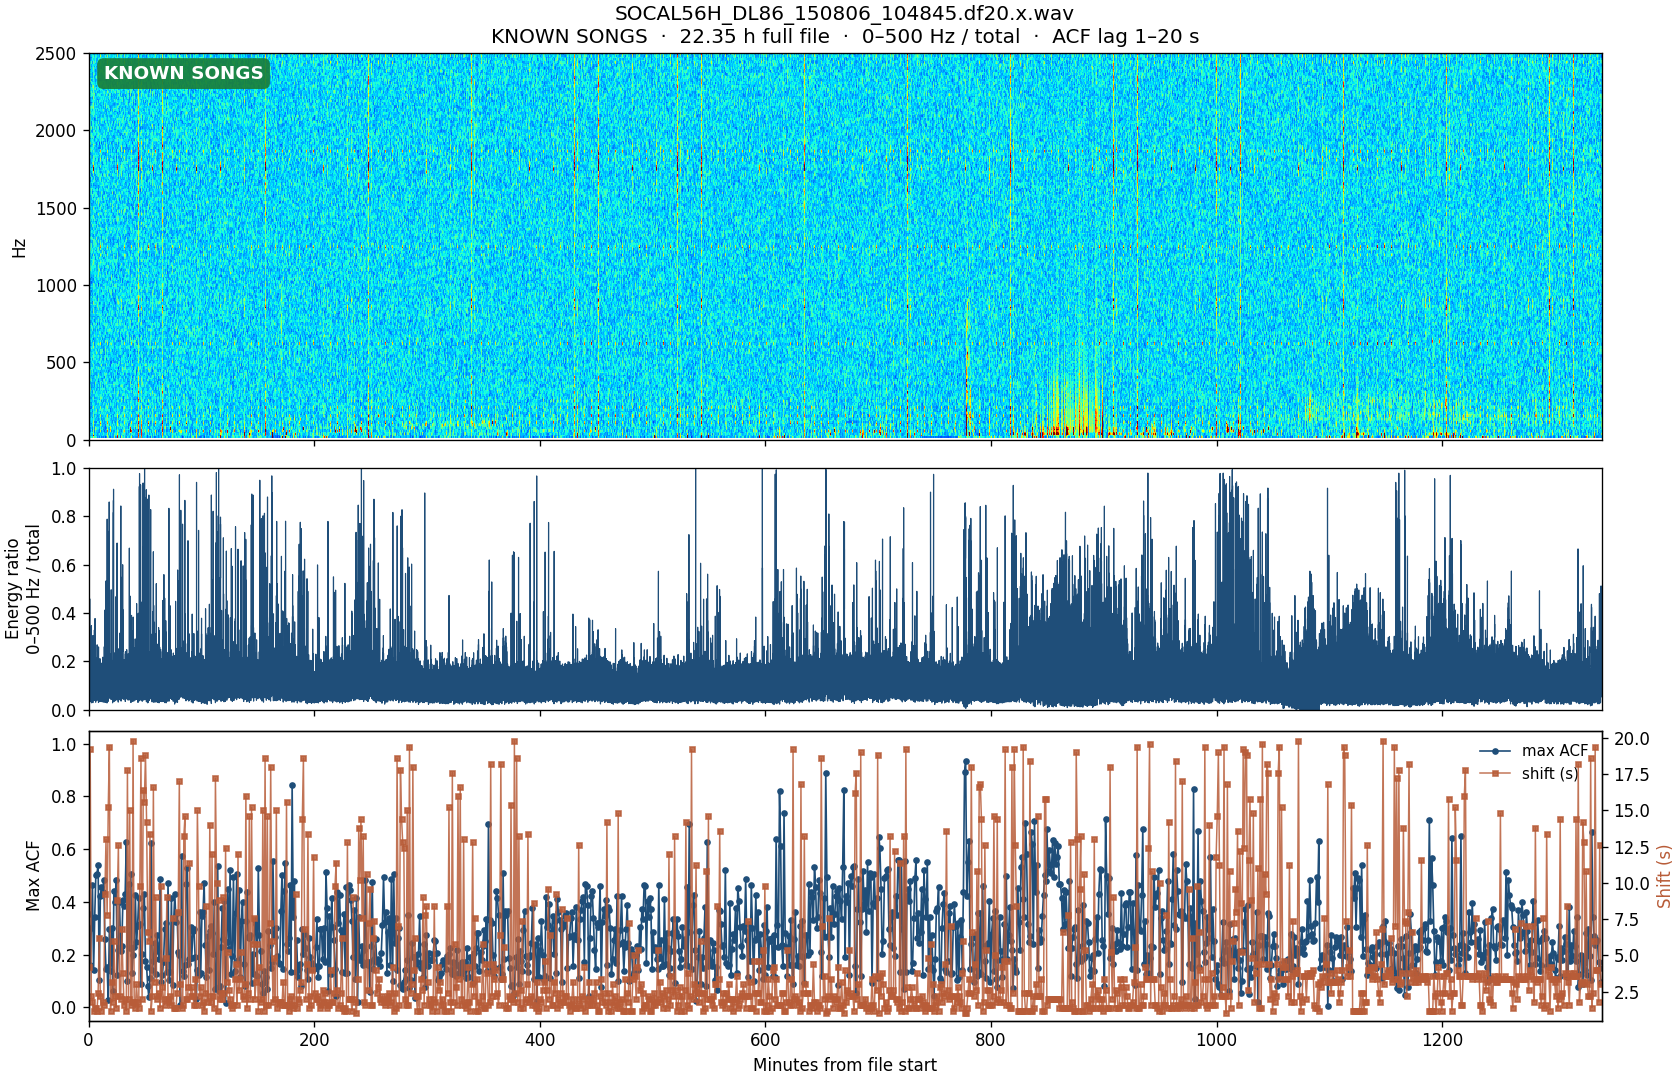 SOCAL56H_DL86_150806_104845.df20.x.wav
KNOWN SONGS · 22.35 h full file · 0–500 Hz / total · ACF lag 1–20 s
KNOWN SONGS
2500
2000
1500
1000
500
0
Hz
1.0
0.8
0.6
0.4
0.2
0.0
Energy ratio
0–500 Hz / total
1.0
0.8
0.6
0.4
0.2
0.0
Max ACF
max ACF
shift (s)
20.0
17.5
15.0
12.5
10.0
7.5
5.0
2.5
Shift (s)
0 200 400 600 800 1000 1200
Minutes from file start